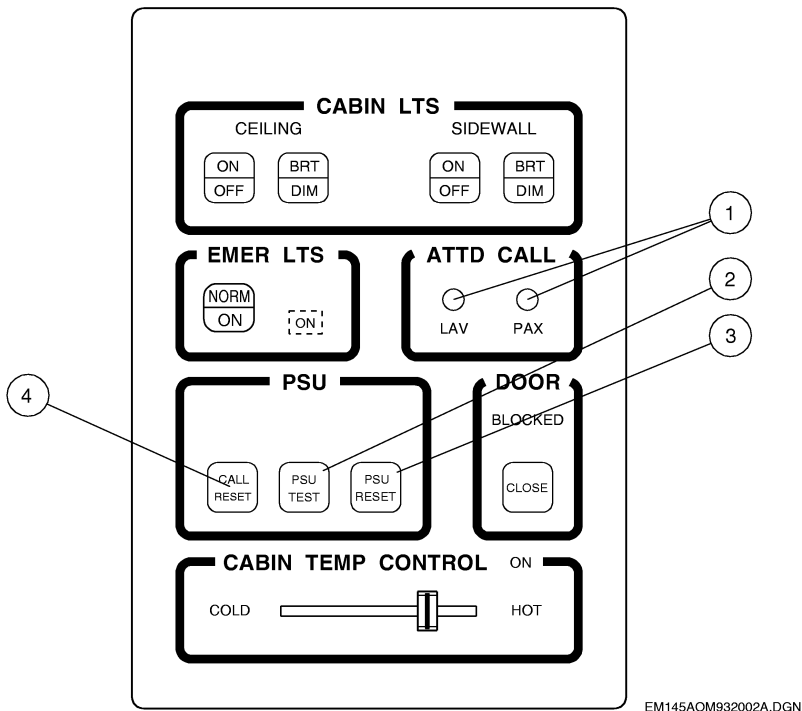 CABIN LTS
CEILING
SIDEWALL
ON
OFF
BRT
DIM
ON
OFF
BRT
DIM
1
EMER LTS
NORM
ON
ON
ATTD CALL
LAV
PAX
2
3
PSU
4
CALL
RESET
PSU
TEST
PSU
RESET
DOOR
BLOCKED
CLOSE
CABIN TEMP CONTROL
ON
COLD
HOT
EM145AOM932002A.DGN